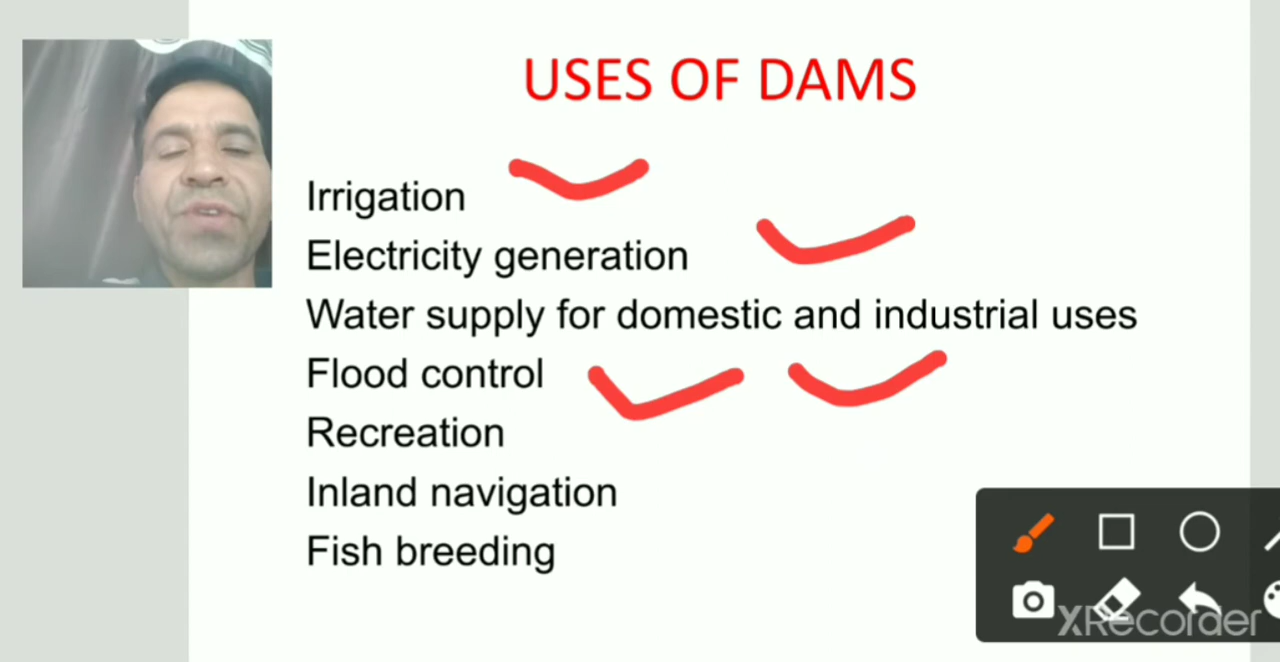 USES OF DAMS
Irrigation
Electricity generation
Water supply for domestic and industrial uses
Flood control
Recreation
Inland navigation
Fish breeding
XRecorder